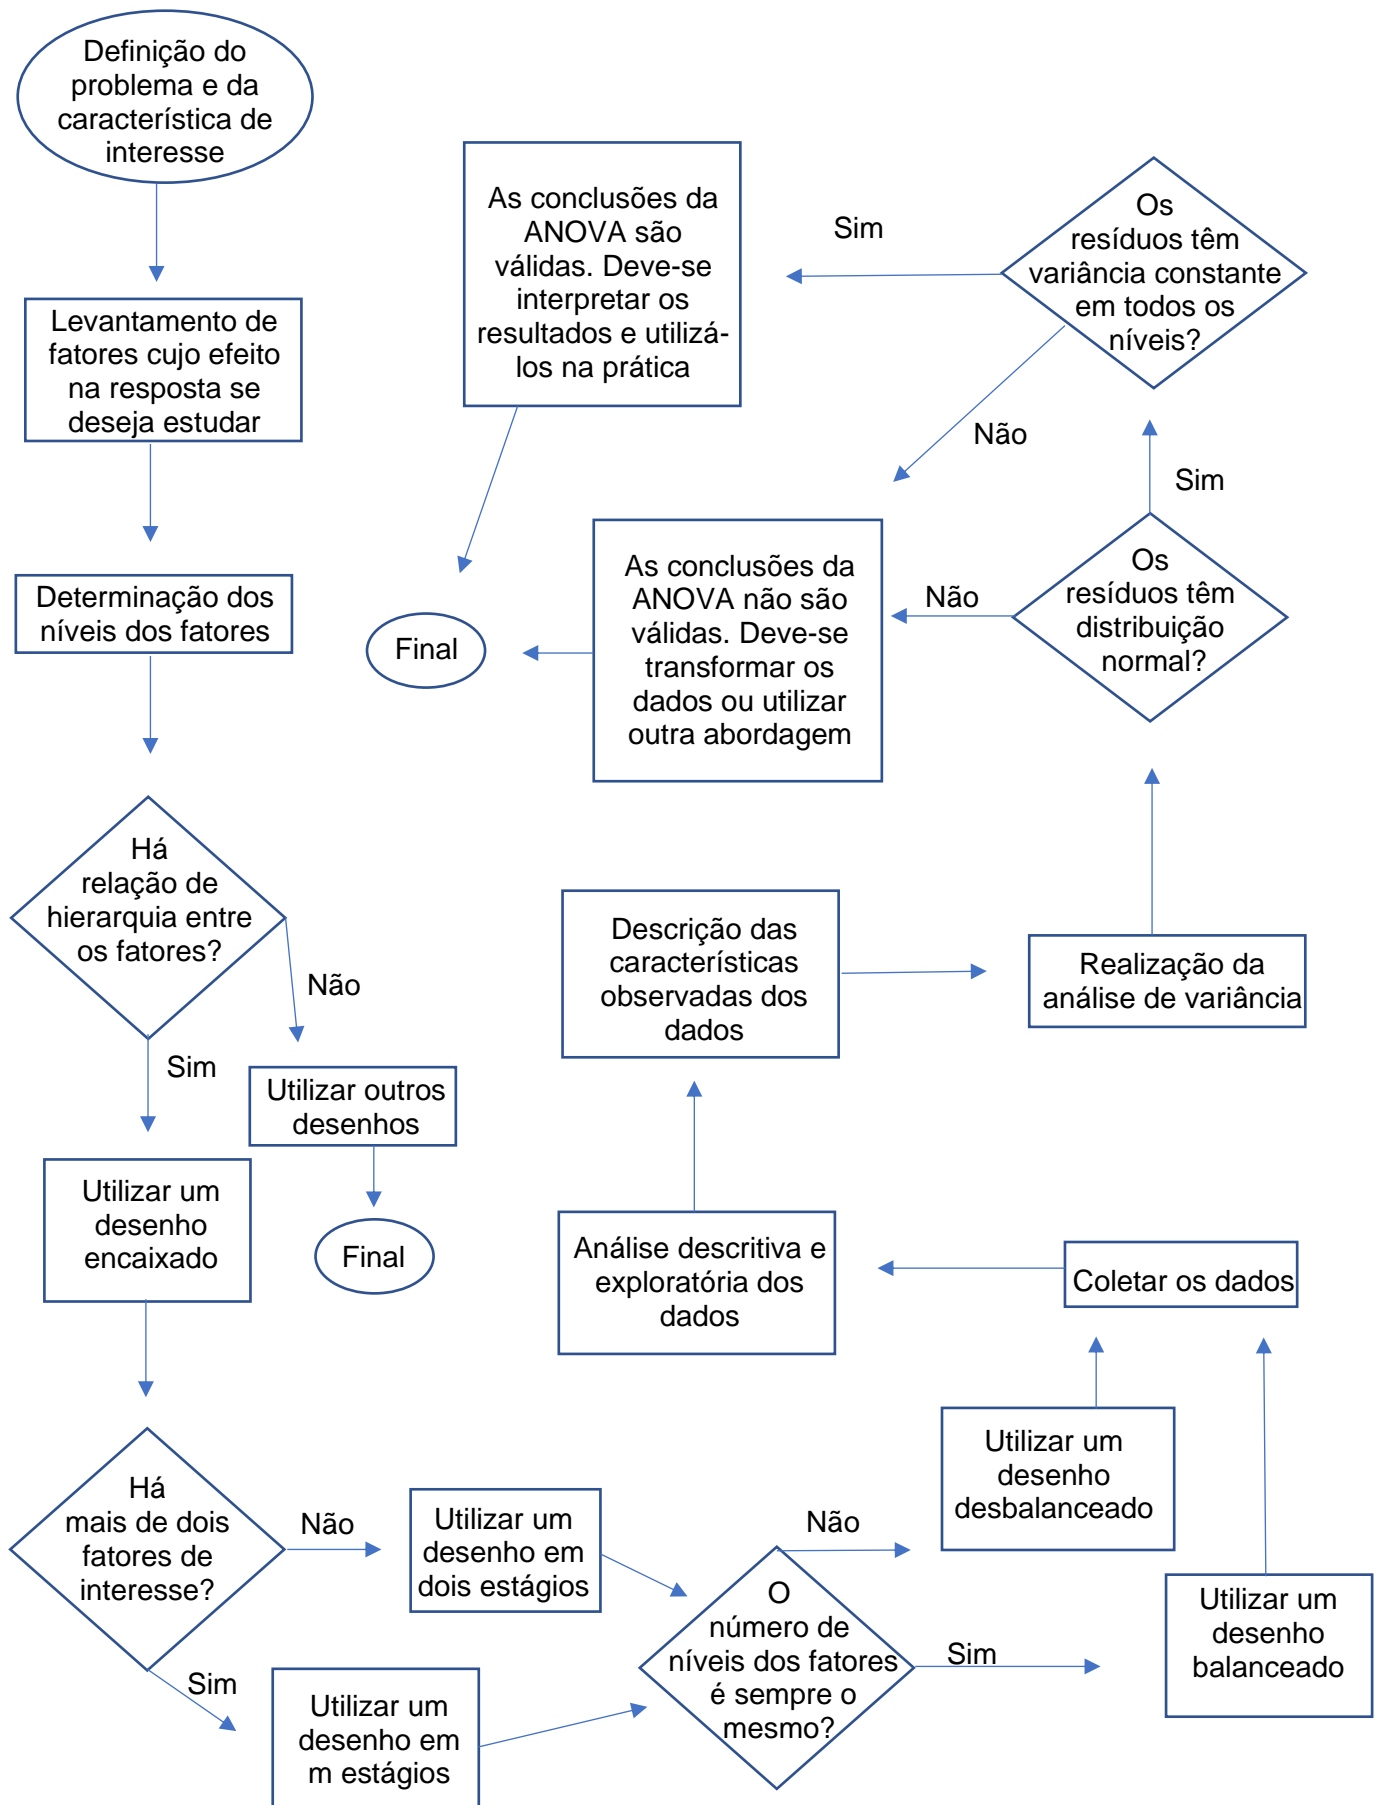 Definição do
problema e da
característica de
interesse
Levantamento de
fatores cujo efeito
na resposta se
deseja estudar
Determinação dos
níveis dos fatores
Há
relação de
hierarquia entre
os fatores?
Não
Sim
Utilizar outros
desenhos
Final
Utilizar um
desenho
encaixado
Há
mais de dois
fatores de
interesse?
Não
Sim
Utilizar um
desenho em
dois estágios
Utilizar um
desenho em
m estágios
O
número de
níveis dos fatores
é sempre o
mesmo?
Não
Sim
Utilizar um
desenho
desbalanceado
Utilizar um
desenho
balanceado
Coletar os dados
Análise descritiva e
exploratória dos
dados
Descrição das
características
observadas dos
dados
Realização da
análise de variância
Os
resíduos têm
distribuição
normal?
Não
Sim
Os
resíduos têm
variância constante
em todos os
níveis?
Sim
Não
As conclusões da
ANOVA são
válidas. Deve-se
interpretar os
resultados e utilizá-
los na prática
As conclusões da
ANOVA não são
válidas. Deve-se
transformar os
dados ou utilizar
outra abordagem
Final